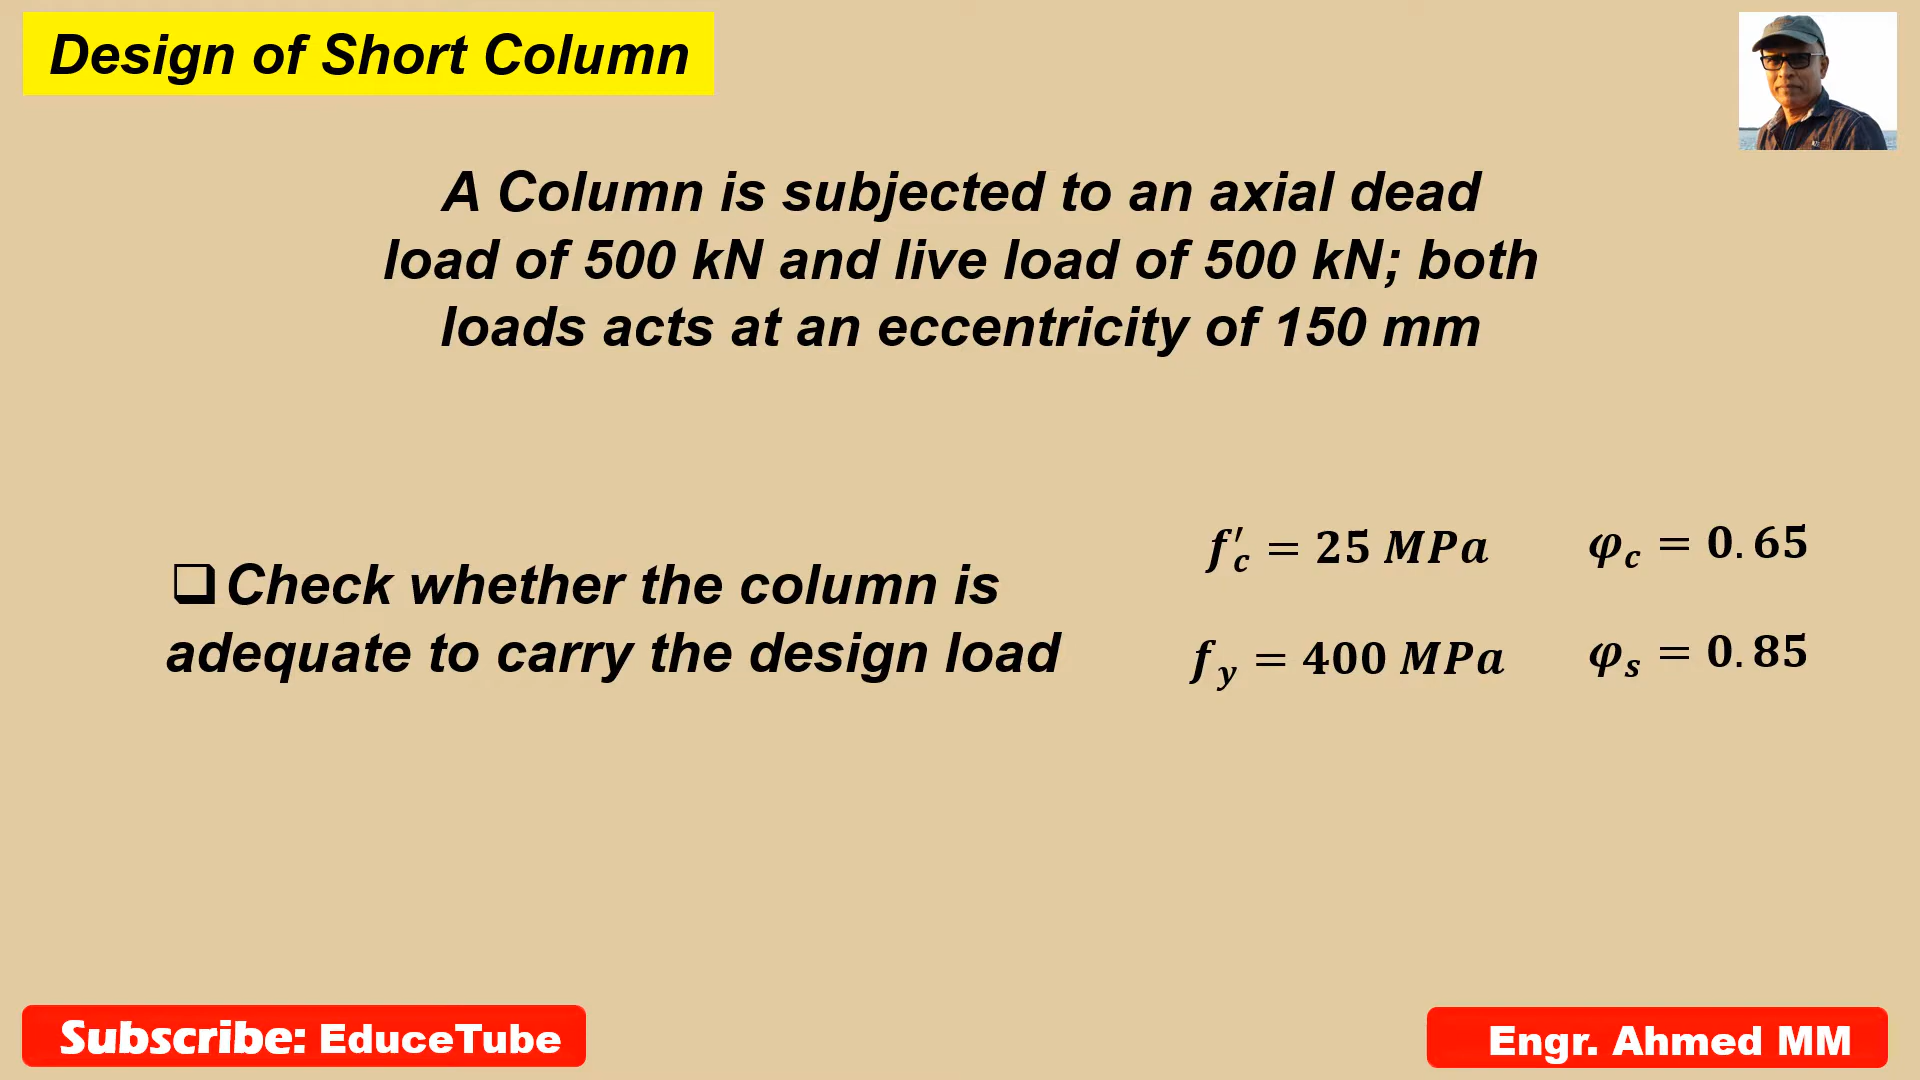 Design of Short Column
A Column is subjected to an axial dead
load of 500 kN and live load of 500 kN; both
loads acts at an eccentricity of 150 mm
❑ Check whether the column is
adequate to carry the design load
f′c = 25 MPa
φc = 0.65
fy = 400 MPa
φs = 0.85
Subscribe: EduceTube
Engr. Ahmed MM